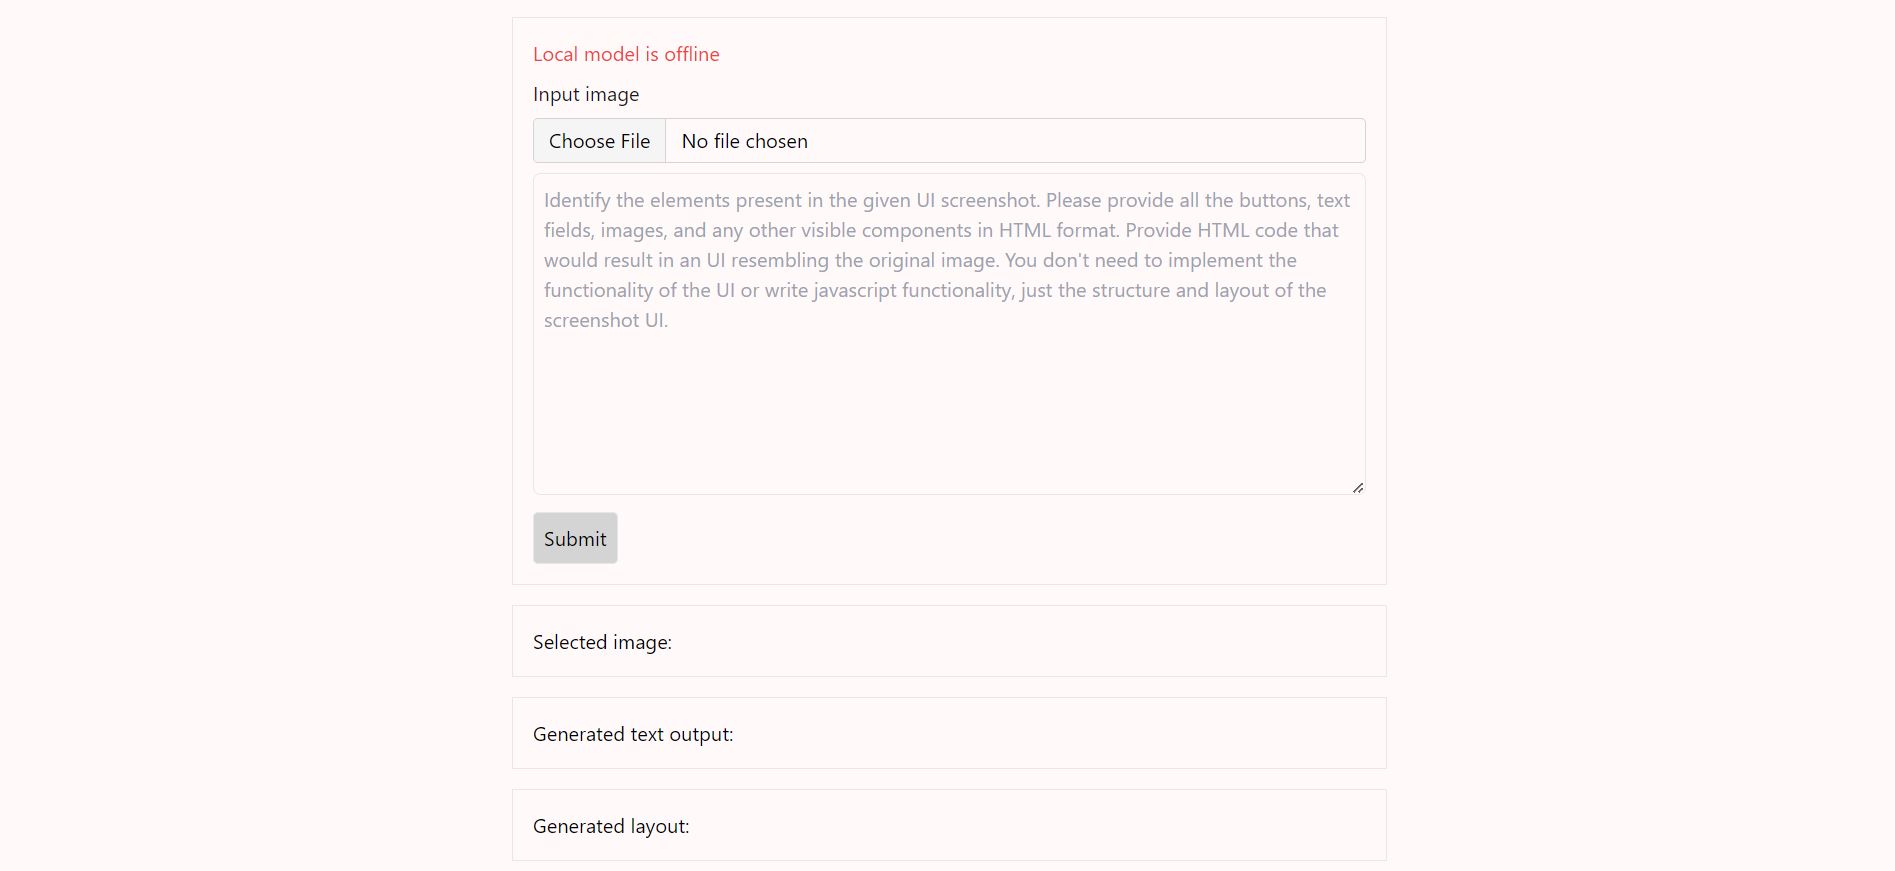 Local model is offline
Input image
Choose File No file chosen
Identify the elements present in the given UI screenshot. Please provide all the buttons, text
fields, images, and any other visible components in HTML format. Provide HTML code that
would result in an UI resembling the original image. You don't need to implement the
functionality of the UI or write javascript functionality, just the structure and layout of the
screenshot UI.
Submit
Selected image:
Generated text output:
Generated layout: